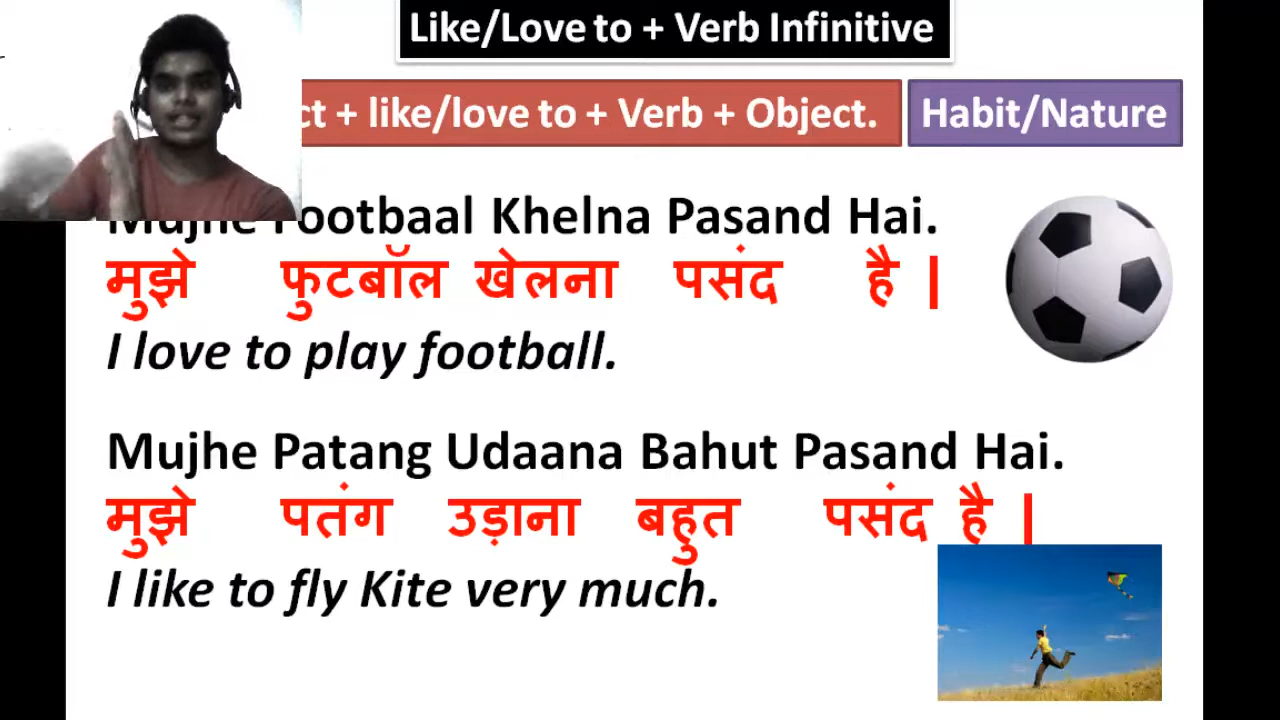 Like/Love to + Verb Infinitive
ct + like/love to + Verb + Object.
Habit/Nature
Mujhe Footbaal Khelna Pasand Hai.
मुझे फुटबॉल खेलना पसंद है |
I love to play football.
Mujhe Patang Udaana Bahut Pasand Hai.
मुझे पतंग उड़ाना बहुत पसंद है |
I like to fly Kite very much.